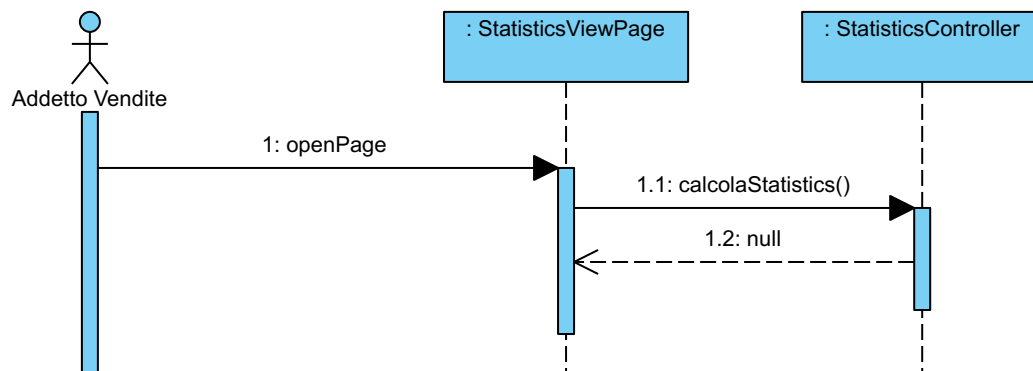 : StatisticsViewPage
: StatisticsController
Addetto Vendite
1: openPage
1.1: calcolaStatistics()
1.2: null